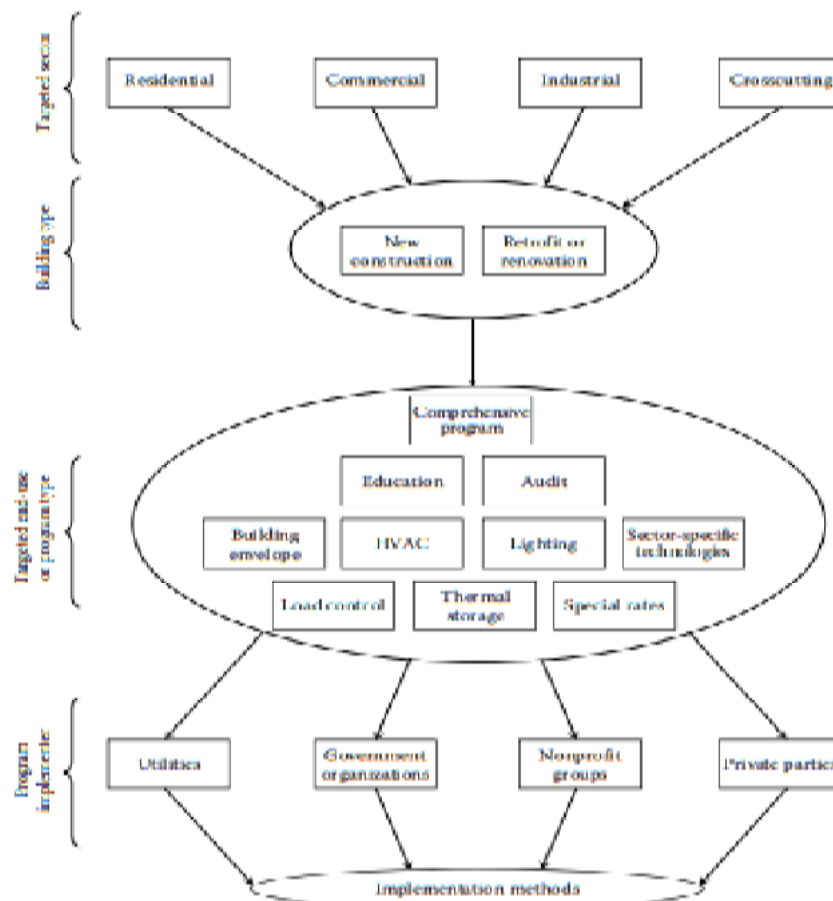 Targeted sector
Residential
Commercial
Industrial
Crosscutting
Building type
New
construction
Retrofit or
renovation
Targeted end-use
or program type
Comprehensive
program
Education
Audit
Building
envelope
HVAC
Lighting
Sector-specific
technologies
Load control
Thermal
storage
Special rates
Program
implementer
Utilities
Government
organizations
Nonprofit
groups
Private parties
Implementation methods